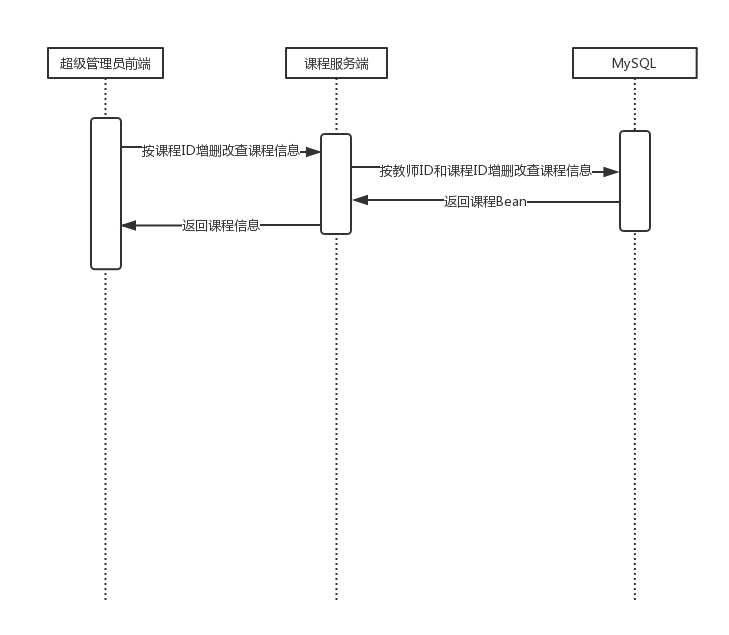 超级管理员前端
课程服务端
MySQL
按课程ID增删改查课程信息
按教师ID和课程ID增删改查课程信息
返回课程Bean
返回课程信息